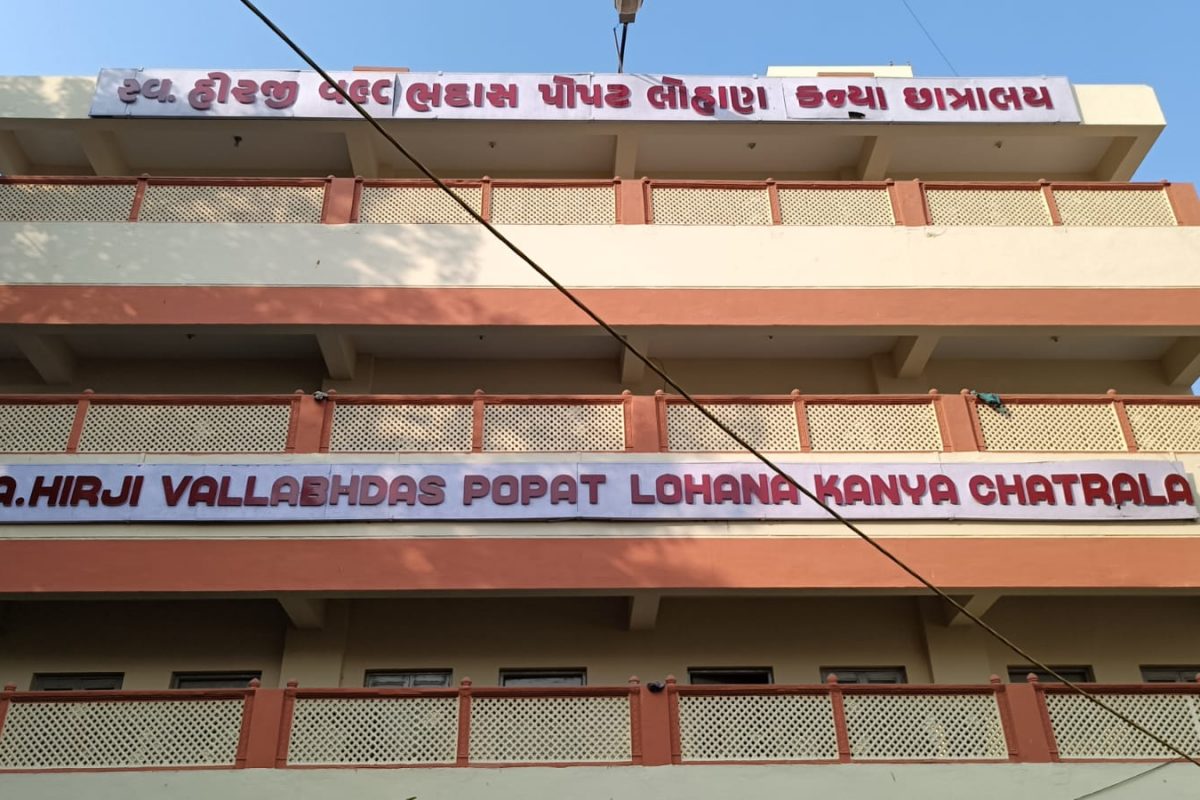 સ્વ. હીરજી વલ્લભદાસ પોપટ લોહાણ કન્યા છાત્રાલય
A.HIRJI VALLABHDAS POPAT LOHANA KANYA CHATRALA